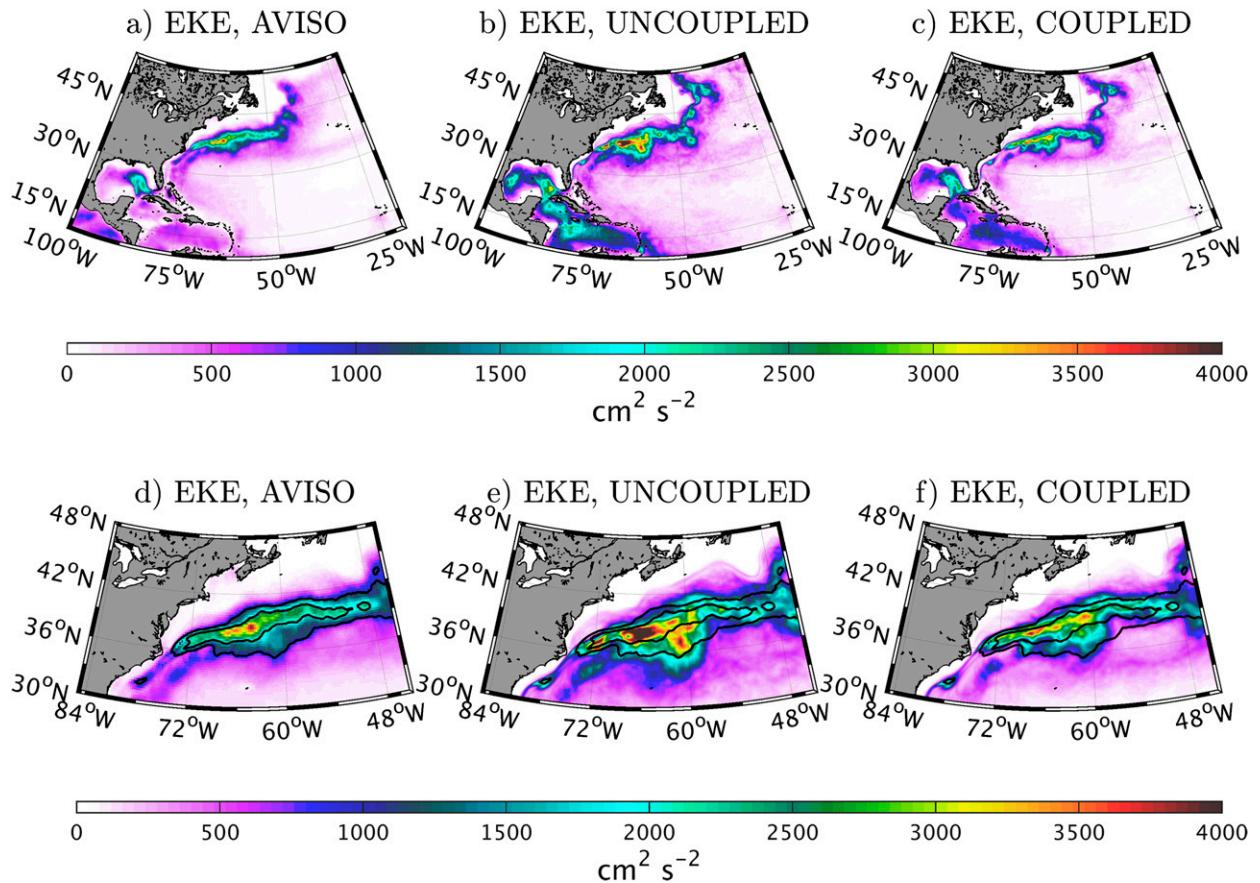 a) EKE, AVISO
b) EKE, UNCOUPLED
c) EKE, COUPLED
45°N
30°N
15°N
100°W
75°W
50°W
25°W
45°N
30°N
15°N
100°W
75°W
50°W
25°W
45°N
30°N
15°N
100°W
75°W
50°W
25°W
0 500 1000 1500 2000 2500 3000 3500 4000
cm² s⁻²
d) EKE, AVISO
e) EKE, UNCOUPLED
f) EKE, COUPLED
48°N
42°N
36°N
30°N
84°W
72°W
60°W
48°W
48°N
42°N
36°N
30°N
84°W
72°W
60°W
48°W
48°N
42°N
36°N
30°N
84°W
72°W
60°W
48°W
0 500 1000 1500 2000 2500 3000 3500 4000
cm² s⁻²